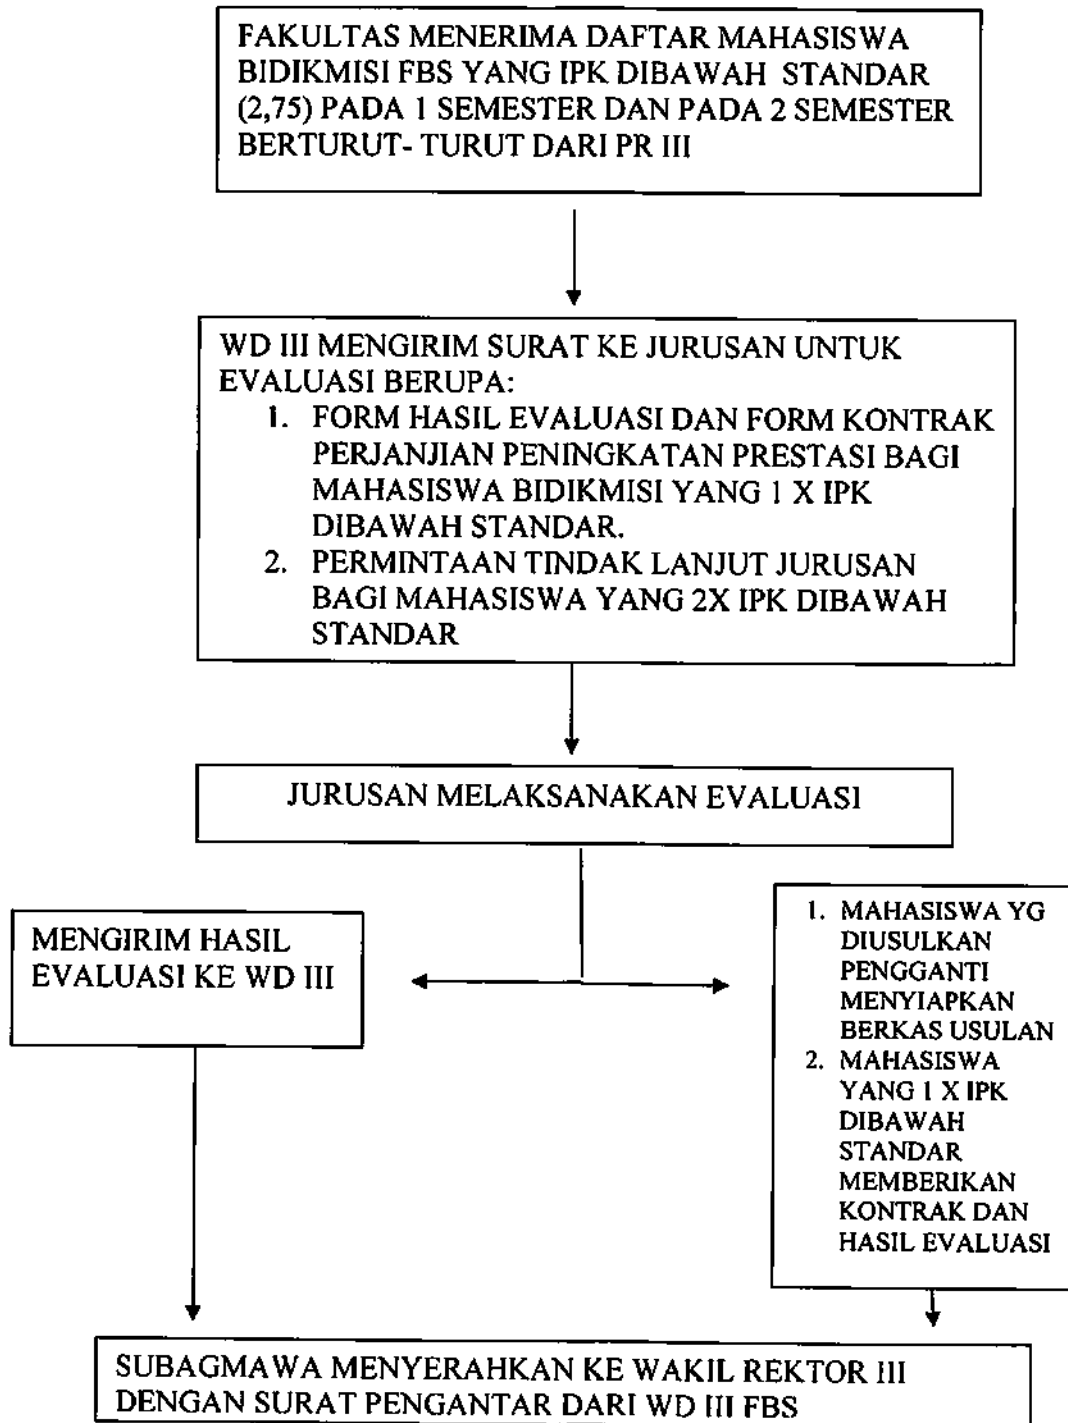 FAKULTAS MENERIMA DAFTAR MAHASISWA
BIDIKMISI FBS YANG IPK DIBAWAH STANDAR
(2,75) PADA 1 SEMESTER DAN PADA 2 SEMESTER
BERTURUT- TURUT DARI PR III
WD III MENGIRIM SURAT KE JURUSAN UNTUK
EVALUASI BERUPA:
1. FORM HASIL EVALUASI DAN FORM KONTRAK
PERJANJIAN PENINGKATAN PRESTASI BAGI
MAHASISWA BIDIKMISI YANG 1 X IPK
DIBAWAH STANDAR.
2. PERMINTAAN TINDAK LANJUT JURUSAN
BAGI MAHASISWA YANG 2X IPK DIBAWAH
STANDAR
JURUSAN MELAKSANAKAN EVALUASI
MENGIRIM HASIL
EVALUASI KE WD III
1. MAHASISWA YG
DIUSULKAN
PENGGANTI
MENYIAPKAN
BERKAS USULAN
2. MAHASISWA
YANG 1 X IPK
DIBAWAH
STANDAR
MEMBERIKAN
KONTRAK DAN
HASIL EVALUASI
SUBAGMAWA MENYERAHKAN KE WAKIL REKTOR III
DENGAN SURAT PENGANTAR DARI WD III FBS